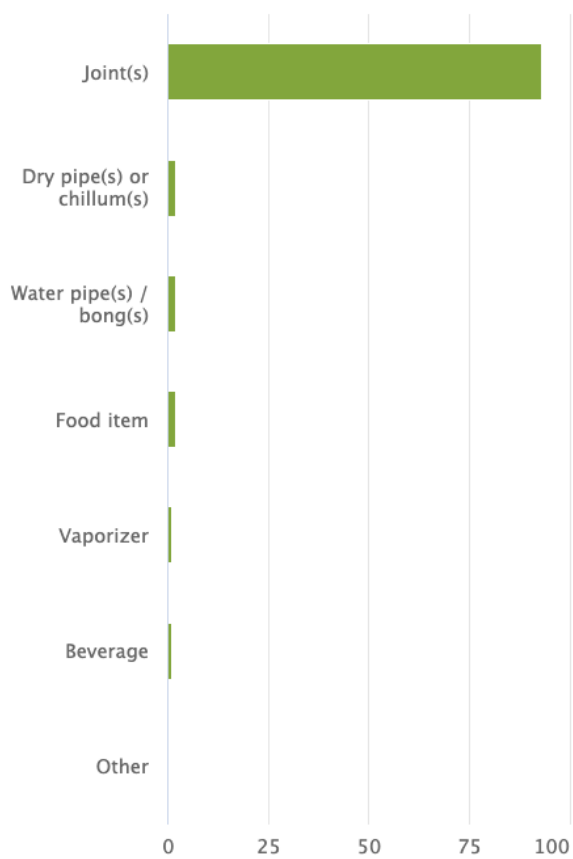 Joint(s)
Dry pipe(s) or
chillum(s)
Water pipe(s) /
bong(s)
Food item
Vaporizer
Beverage
Other
0 25 50 75 100